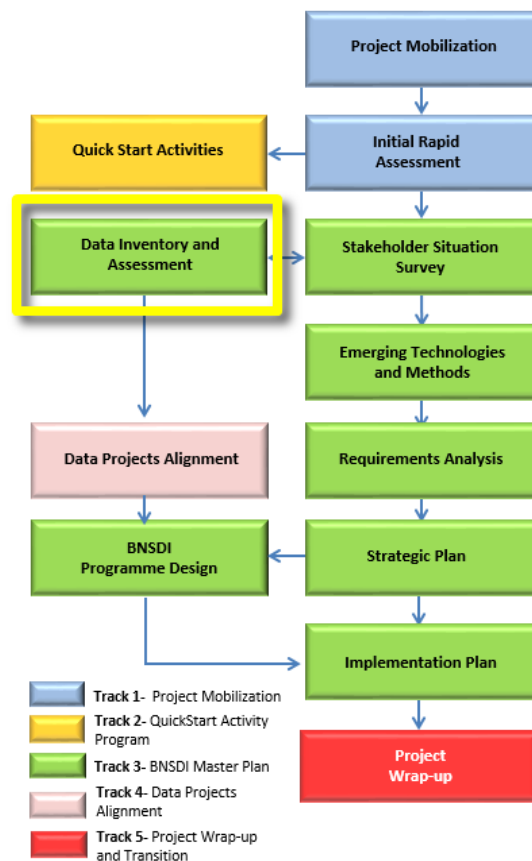 Project Mobilization
Quick Start Activities
Initial Rapid
Assessment
Data Inventory and
Assessment
Stakeholder Situation
Survey
Emerging Technologies
and Methods
Data Projects Alignment
Requirements Analysis
BNSDI
Programme Design
Strategic Plan
Implementation Plan
Track 1- Project Mobilization
Track 2- QuickStart Activity
Program
Track 3- BNSDI Master Plan
Track 4- Data Projects
Alignment
Track 5- Project Wrap-up
and Transition
Project
Wrap-up